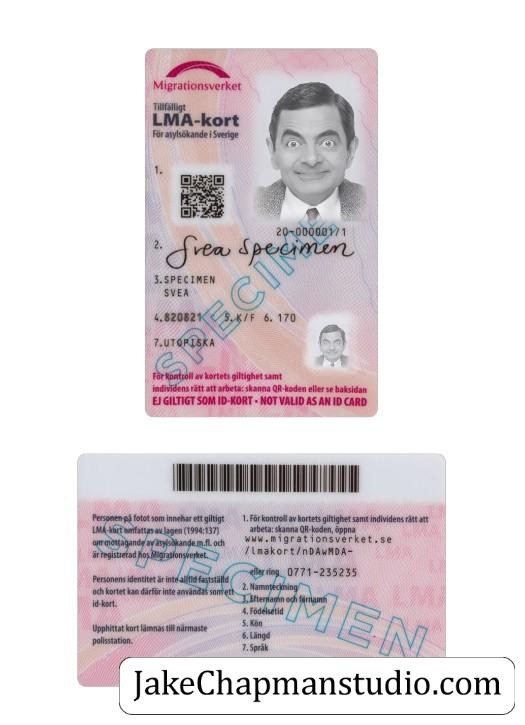 Migrationsverket
Tillfälligt
LMA-kort
För asylsökande i Sverige
1.
20-000001/1
2. Svea Specimen
3.SPECIMEN
SVEA
4.820821 5.K/F 6.170
7.UTOPISKA
SPECIMEN
För kontroll av kortets giltighet samt
individens rätt att arbeta: skanna QR-koden eller se baksidan
EJ GILTIGT SOM ID-KORT • NOT VALID AS AN ID CARD
Personen på fotot som innehar ett giltigt
LMA-kort omfattas av lagen (1994:137)
om mottagande av asylsökande m.fl. och
är registrerad hos Migrationsverket.
Personens identitet är inte alltid fastställd
och kortet kan därför inte användas som ett
id-kort.
Upphittat kort lämnas till närmaste
polisstation.
1. För kontroll av kortets giltighet samt individens rätt att
arbeta: skanna QR-koden, öppna
www.migrationsverket.se
/lmakort/nDAwMDA-
eller ring 0771-235235
2. Namnteckning
3. Efternamn och förnamn
4. Födelsetid
5. Kön
6. Längd
7. Språk
SPECIMEN
LMA LMA
JakeChapmanstudio.com